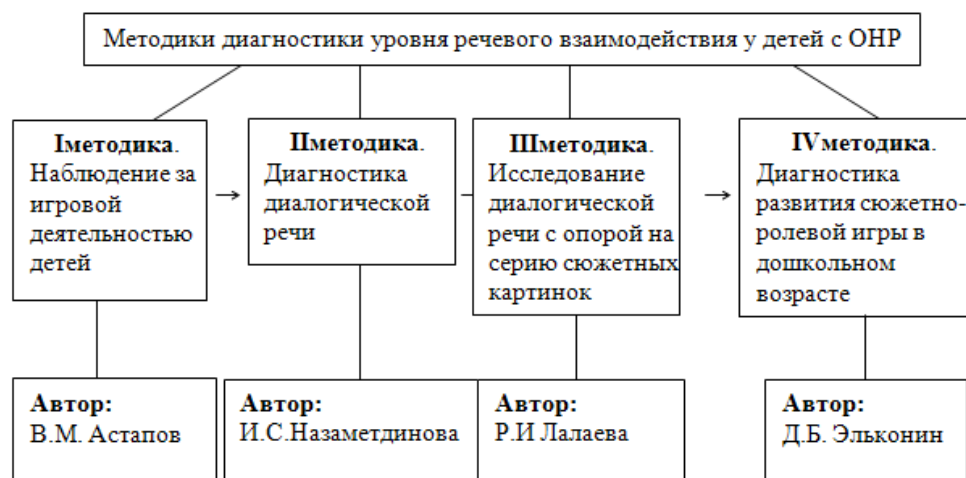 Методики диагностики уровня речевого взаимодействия у детей с ОНР
Iметодика.
Наблюдение за
игровой
деятельностью
детей
IIметодика.
Диагностика
диалогической
речи
IIIметодика.
Исследование
диалогической
речи с опорой на
серию сюжетных
картинок
IVметодика.
Диагностика
развития сюжетно-
ролевой игры в
дошкольном
возрасте
Автор:
В.М. Астапов
Автор:
И.С.Назаметдинова
Автор:
Р.И Лалаева
Автор:
Д.Б. Эльконин